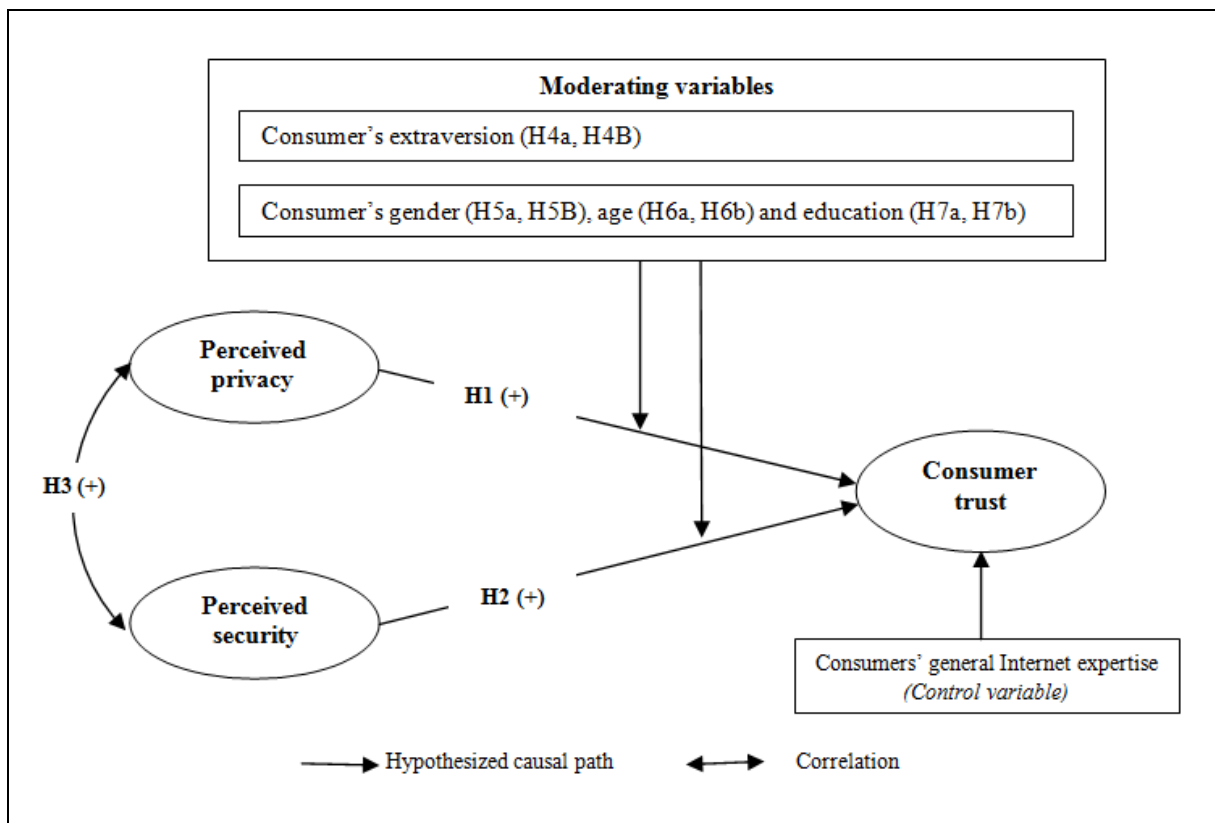 Moderating variables
Consumer’s extraversion (H4a, H4B)
Consumer’s gender (H5a, H5B), age (H6a, H6b) and education (H7a, H7b)
Perceived
privacy
H1 (+)
H3 (+)
Consumer
trust
Perceived
security
H2 (+)
Consumers’ general Internet expertise
(Control variable)
Hypothesized causal path
Correlation